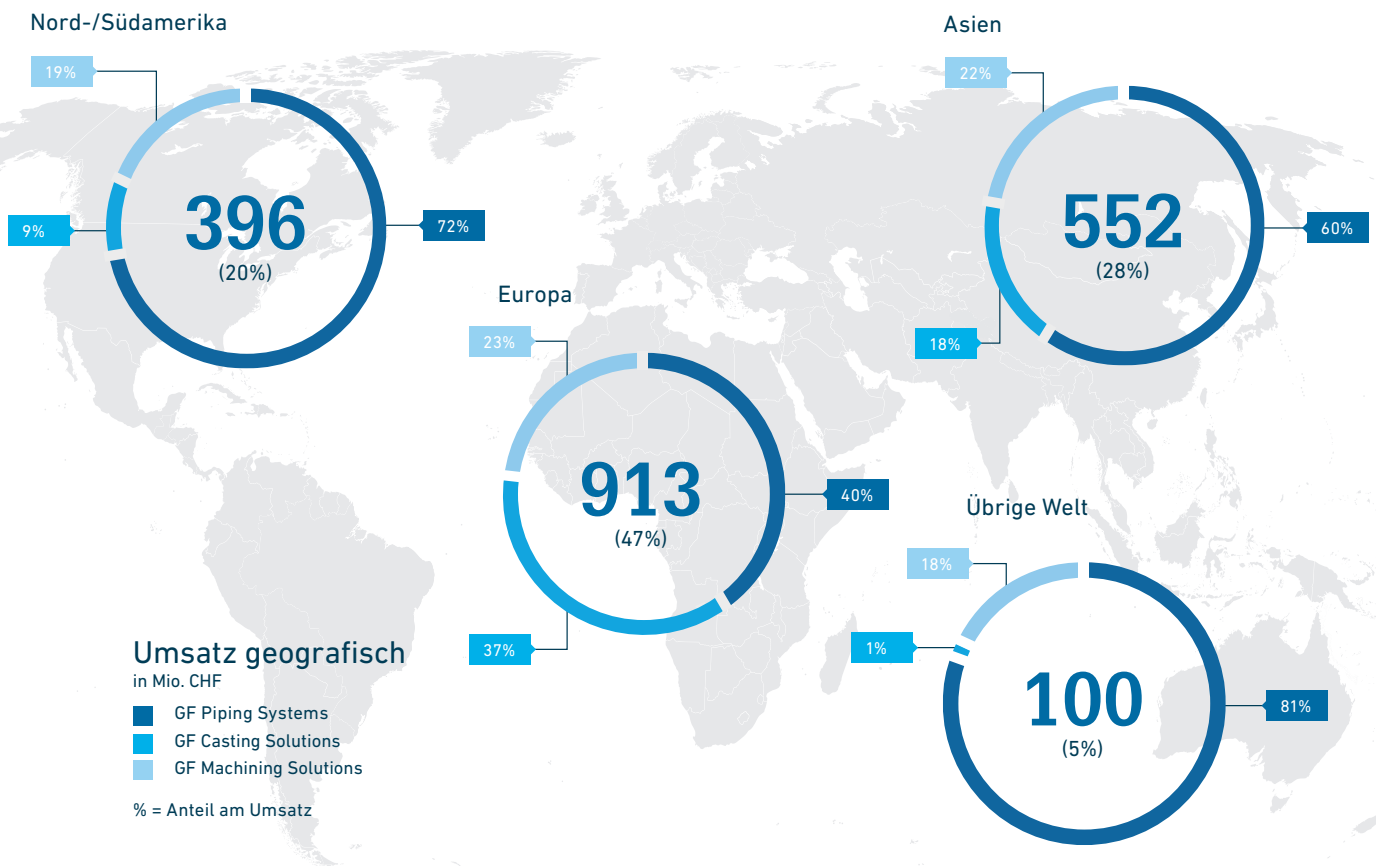 Nord-/Südamerika
19%
9%
396
(20%)
72%
Asien
22%
552
(28%)
60%
18%
Europa
23%
913
(47%)
40%
37%
Übrige Welt
18%
1%
100
(5%)
81%
Umsatz geografisch
in Mio. CHF
GF Piping Systems
GF Casting Solutions
GF Machining Solutions
% = Anteil am Umsatz